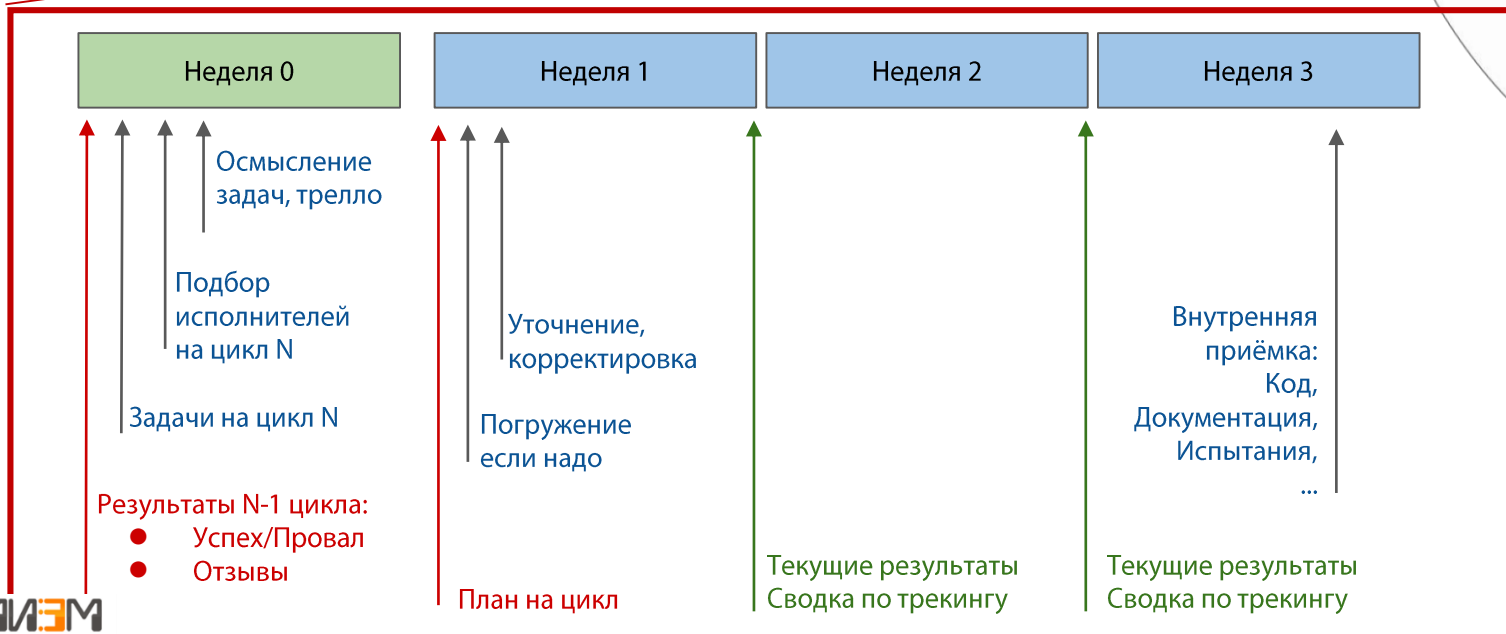 Неделя 0
Неделя 1
Неделя 2
Неделя 3
Осмысление
задач, трелло
Подбор
исполнителей
на цикл N
Задачи на цикл N
Результаты N-1 цикла:
● Успех/Провал
● Отзывы
Уточнение,
корректировка
Погружение
если надо
План на цикл
Текущие результаты
Сводка по трекингу
Текущие результаты
Сводка по трекингу
Внутренняя
приёмка:
Код,
Документация,
Испытания,
...